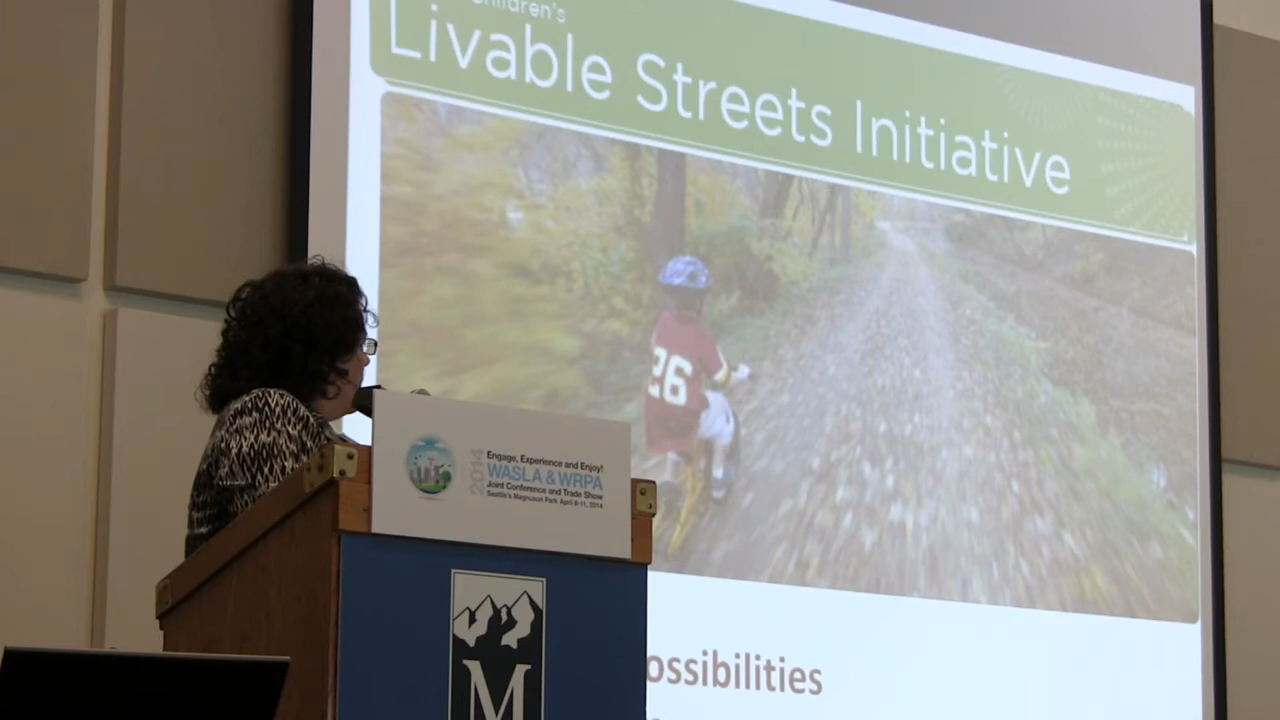 Children's
Livable Streets Initiative
26
2014
Engage, Experience and Enjoy!
WASLA & WRPA
Joint Conference and Trade Show
Seattle's Magnuson Park April 8-11, 2014
M
ossibilities